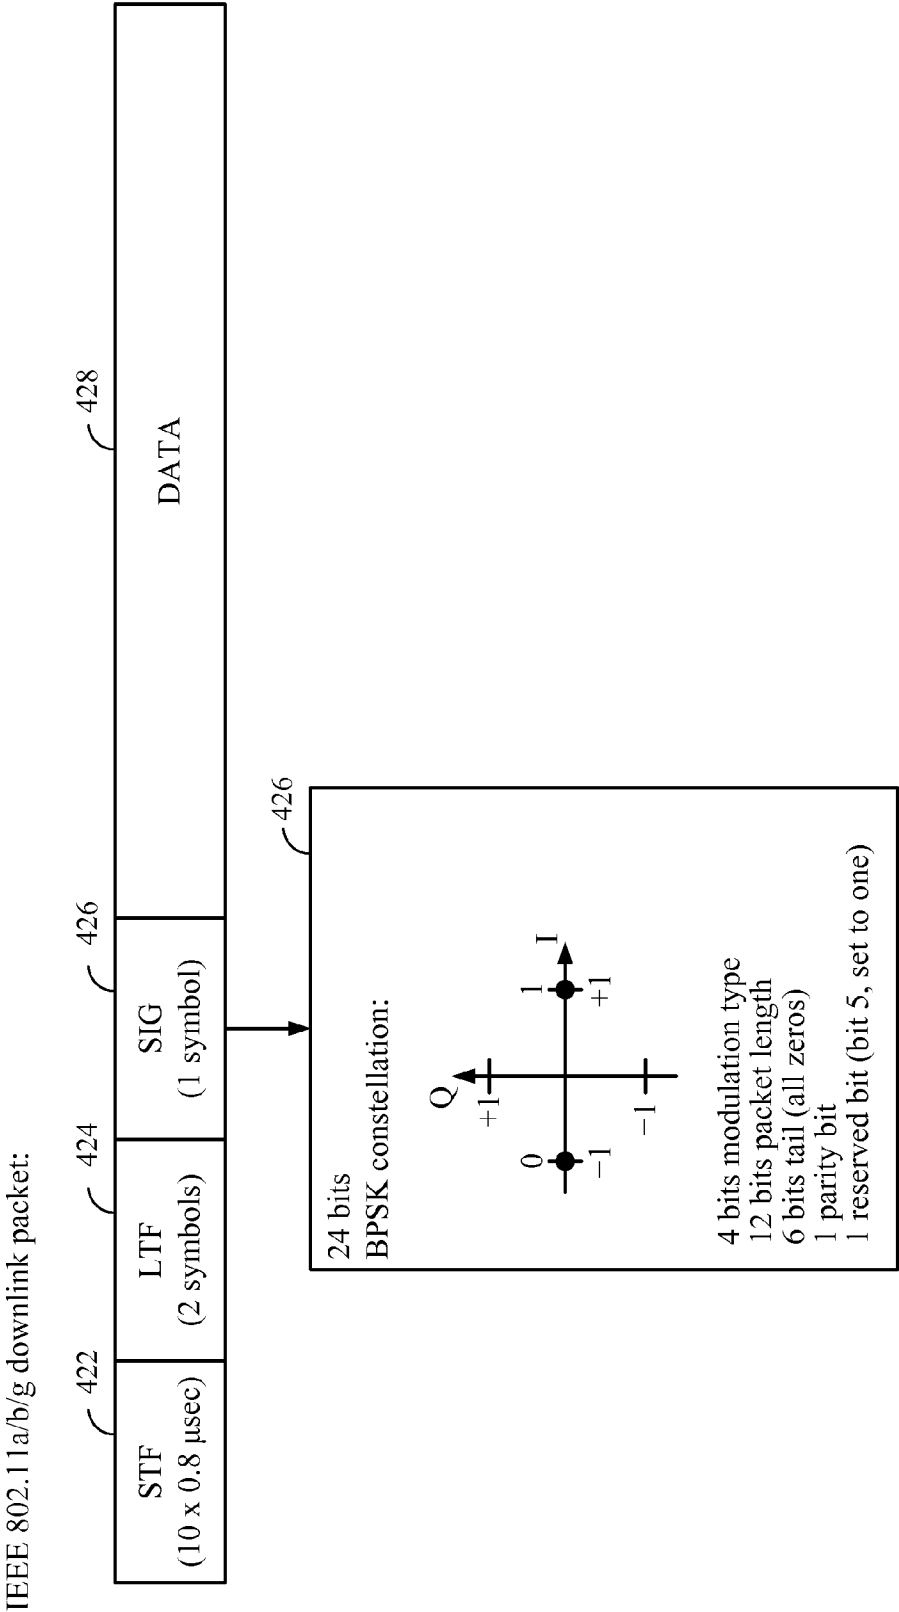 IEEE 802.11a/b/g downlink packet:
422
424
426
428
STF
(10 x 0.8 μsec)
LTF
(2 symbols)
SIG
(1 symbol)
DATA
426
24 bits
BPSK constellation:
Q
+1
0
1
I
−1
+1
−1
4 bits modulation type
12 bits packet length
6 bits tail (all zeros)
1 parity bit
1 reserved bit (bit 5, set to one)